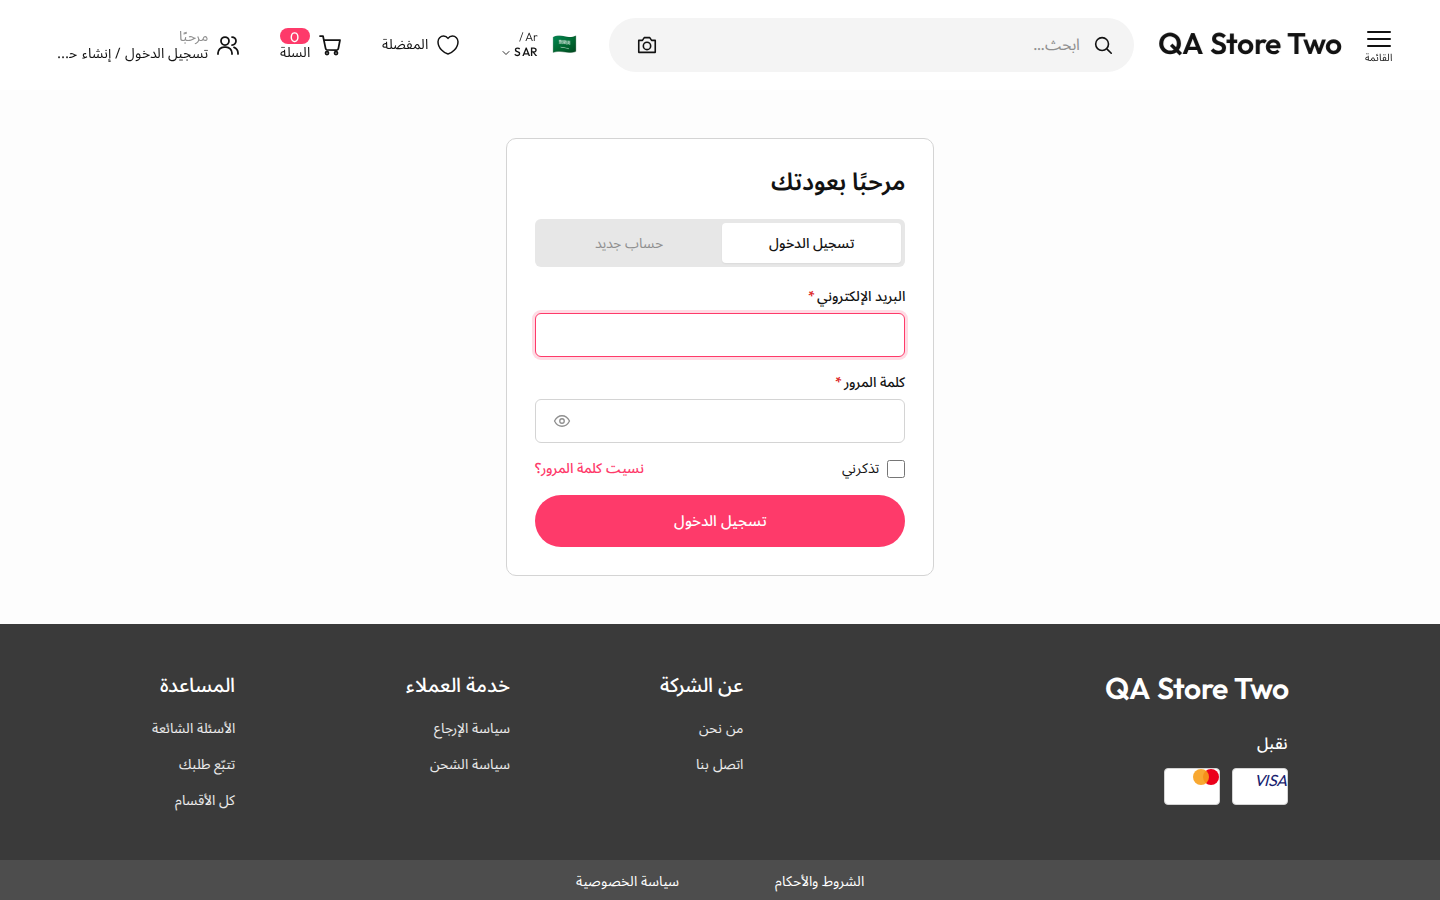 القائمة
QA Store Two
ابحث...
/ Ar
SAR
المفضلة
0
السلة
مرحبًا
تسجيل الدخول / إنشاء حـ...
مرحبًا بعودتك
تسجيل الدخول
حساب جديد
البريد الإلكتروني *
كلمة المرور *
تذكرني
نسيت كلمة المرور؟
تسجيل الدخول
QA Store Two
نقبل
VISA
عن الشركة
من نحن
اتصل بنا
خدمة العملاء
سياسة الإرجاع
سياسة الشحن
المساعدة
الأسئلة الشائعة
تتبّع طلبك
كل الأقسام
الشروط والأحكام
سياسة الخصوصية